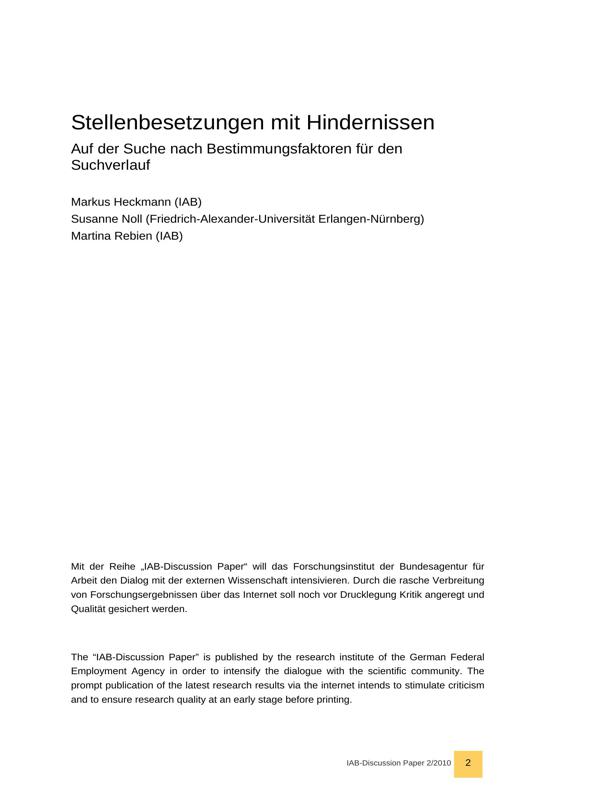 Stellenbesetzungen mit Hindernissen
Auf der Suche nach Bestimmungsfaktoren für den
Suchverlauf
Markus Heckmann (IAB)
Susanne Noll (Friedrich-Alexander-Universität Erlangen-Nürnberg)
Martina Rebien (IAB)
Mit der Reihe „IAB-Discussion Paper“ will das Forschungsinstitut der Bundesagentur für
Arbeit den Dialog mit der externen Wissenschaft intensivieren. Durch die rasche Verbreitung
von Forschungsergebnissen über das Internet soll noch vor Drucklegung Kritik angeregt und
Qualität gesichert werden.
The “IAB-Discussion Paper” is published by the research institute of the German Federal
Employment Agency in order to intensify the dialogue with the scientific community. The
prompt publication of the latest research results via the internet intends to stimulate criticism
and to ensure research quality at an early stage before printing.
IAB-Discussion Paper 2/2010 2